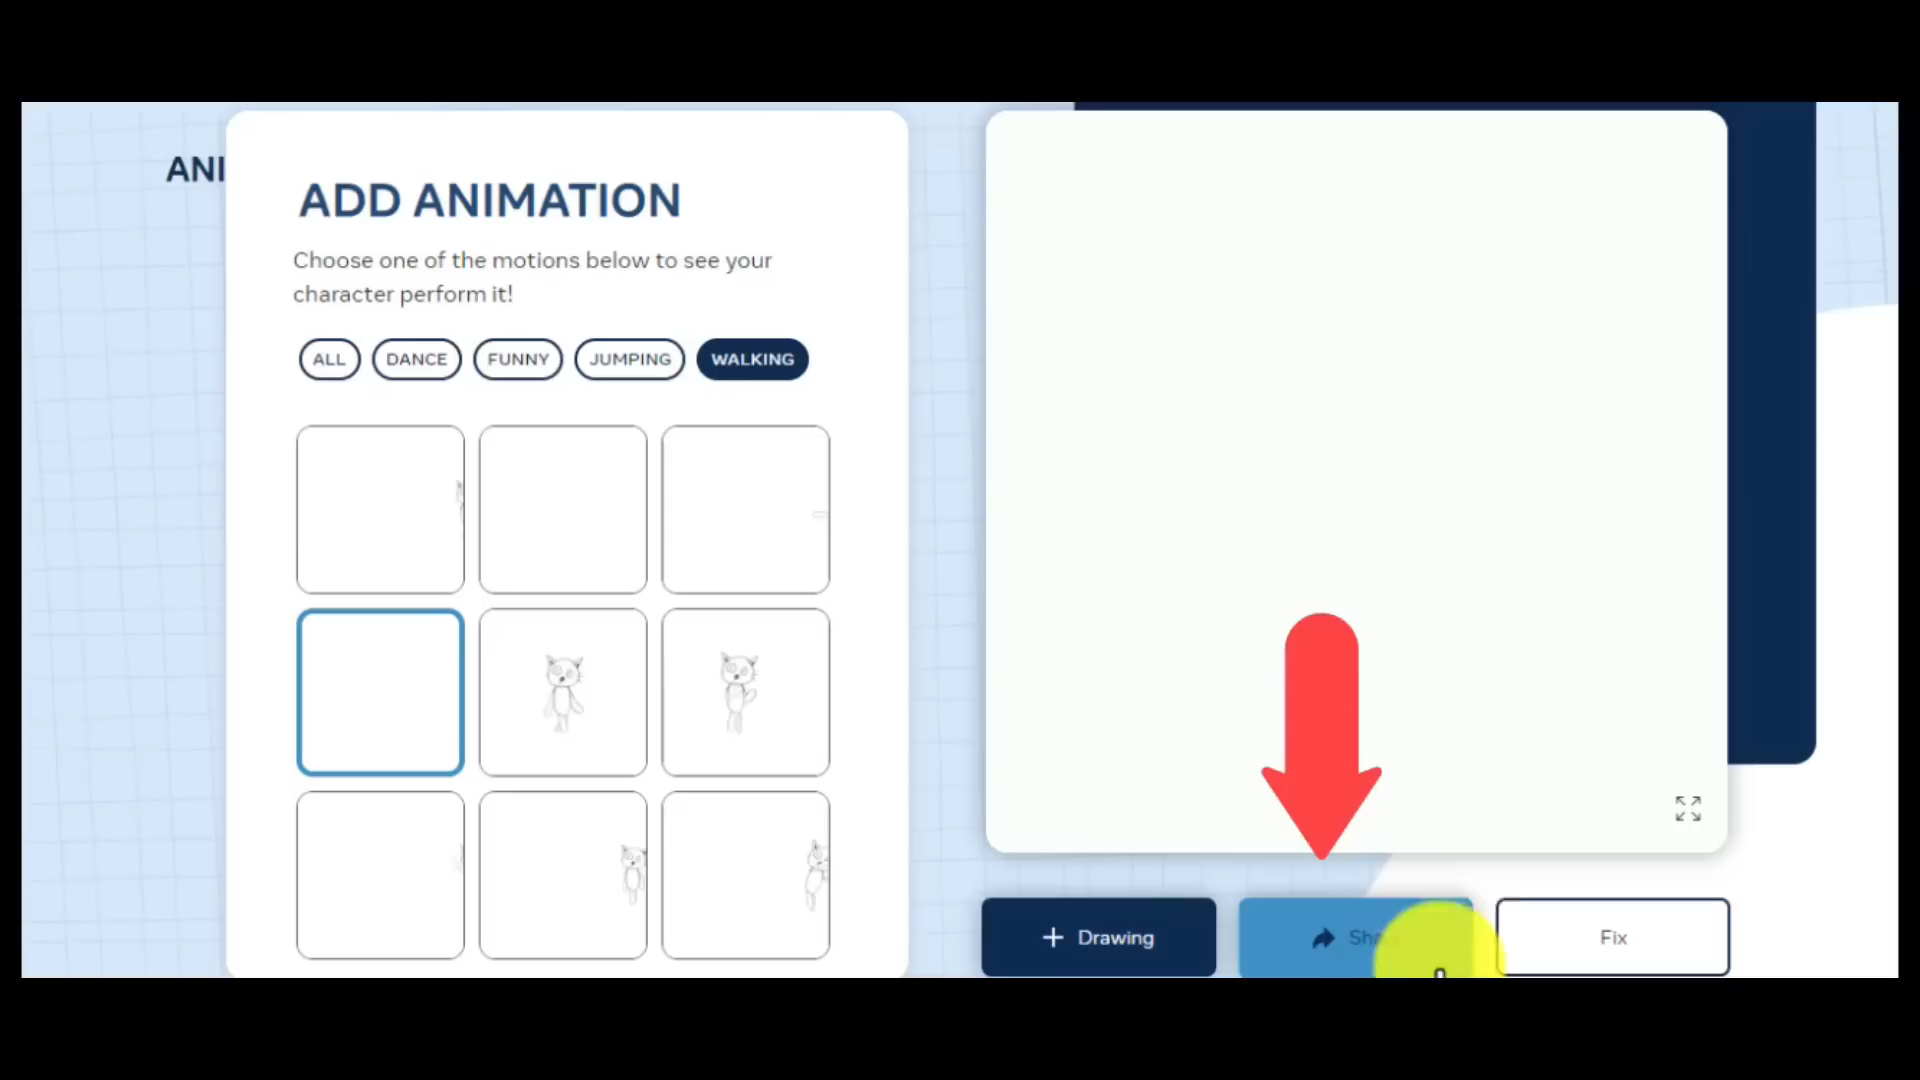 ANI
ADD ANIMATION
Choose one of the motions below to see your
character perform it!
ALL
DANCE
FUNNY
JUMPING
WALKING
Drawing
Fix